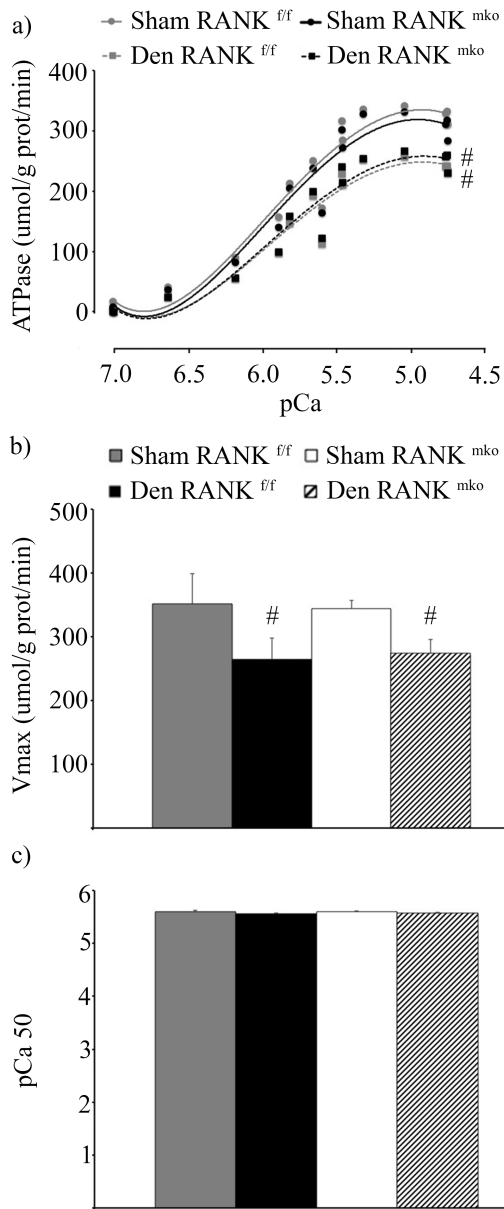 a)
Sham RANK f/f Sham RANK mko
Den RANK f/f Den RANK mko
ATPase (umol/g prot/min)
400
300
200
100
0
#
#
7.0 6.5 6.0 5.5 5.0 4.5
pCa
b)
Sham RANK f/f Sham RANK mko
Den RANK f/f Den RANK mko
Vmax (umol/g prot/min)
500
400
300
200
100
# #
c)
pCa 50
6
5
4
3
2
1